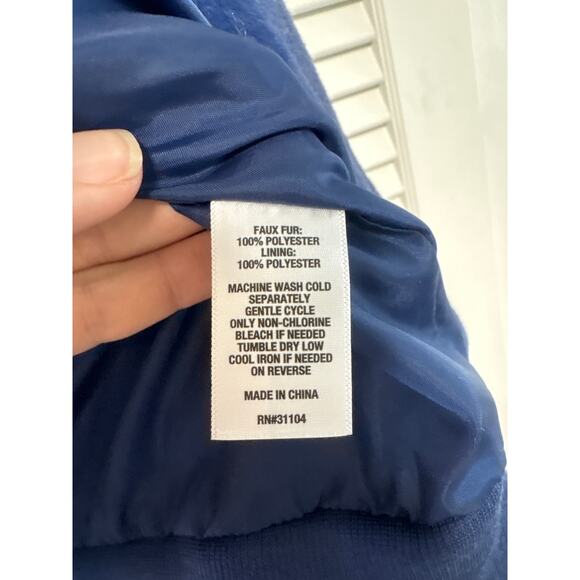 FAUX FUR:
100% POLYESTER
LINING:
100% POLYESTER
MACHINE WASH COLD
SEPARATELY
GENTLE CYCLE
ONLY NON-CHLORINE
BLEACH IF NEEDED
TUMBLE DRY LOW
COOL IRON IF NEEDED
ON REVERSE
MADE IN CHINA
RN#31104